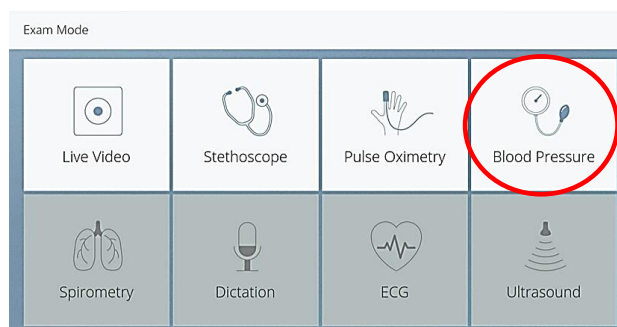 Exam Mode
Live Video
Stethoscope
Pulse Oximetry
Blood Pressure
Spirometry
Dictation
ECG
Ultrasound